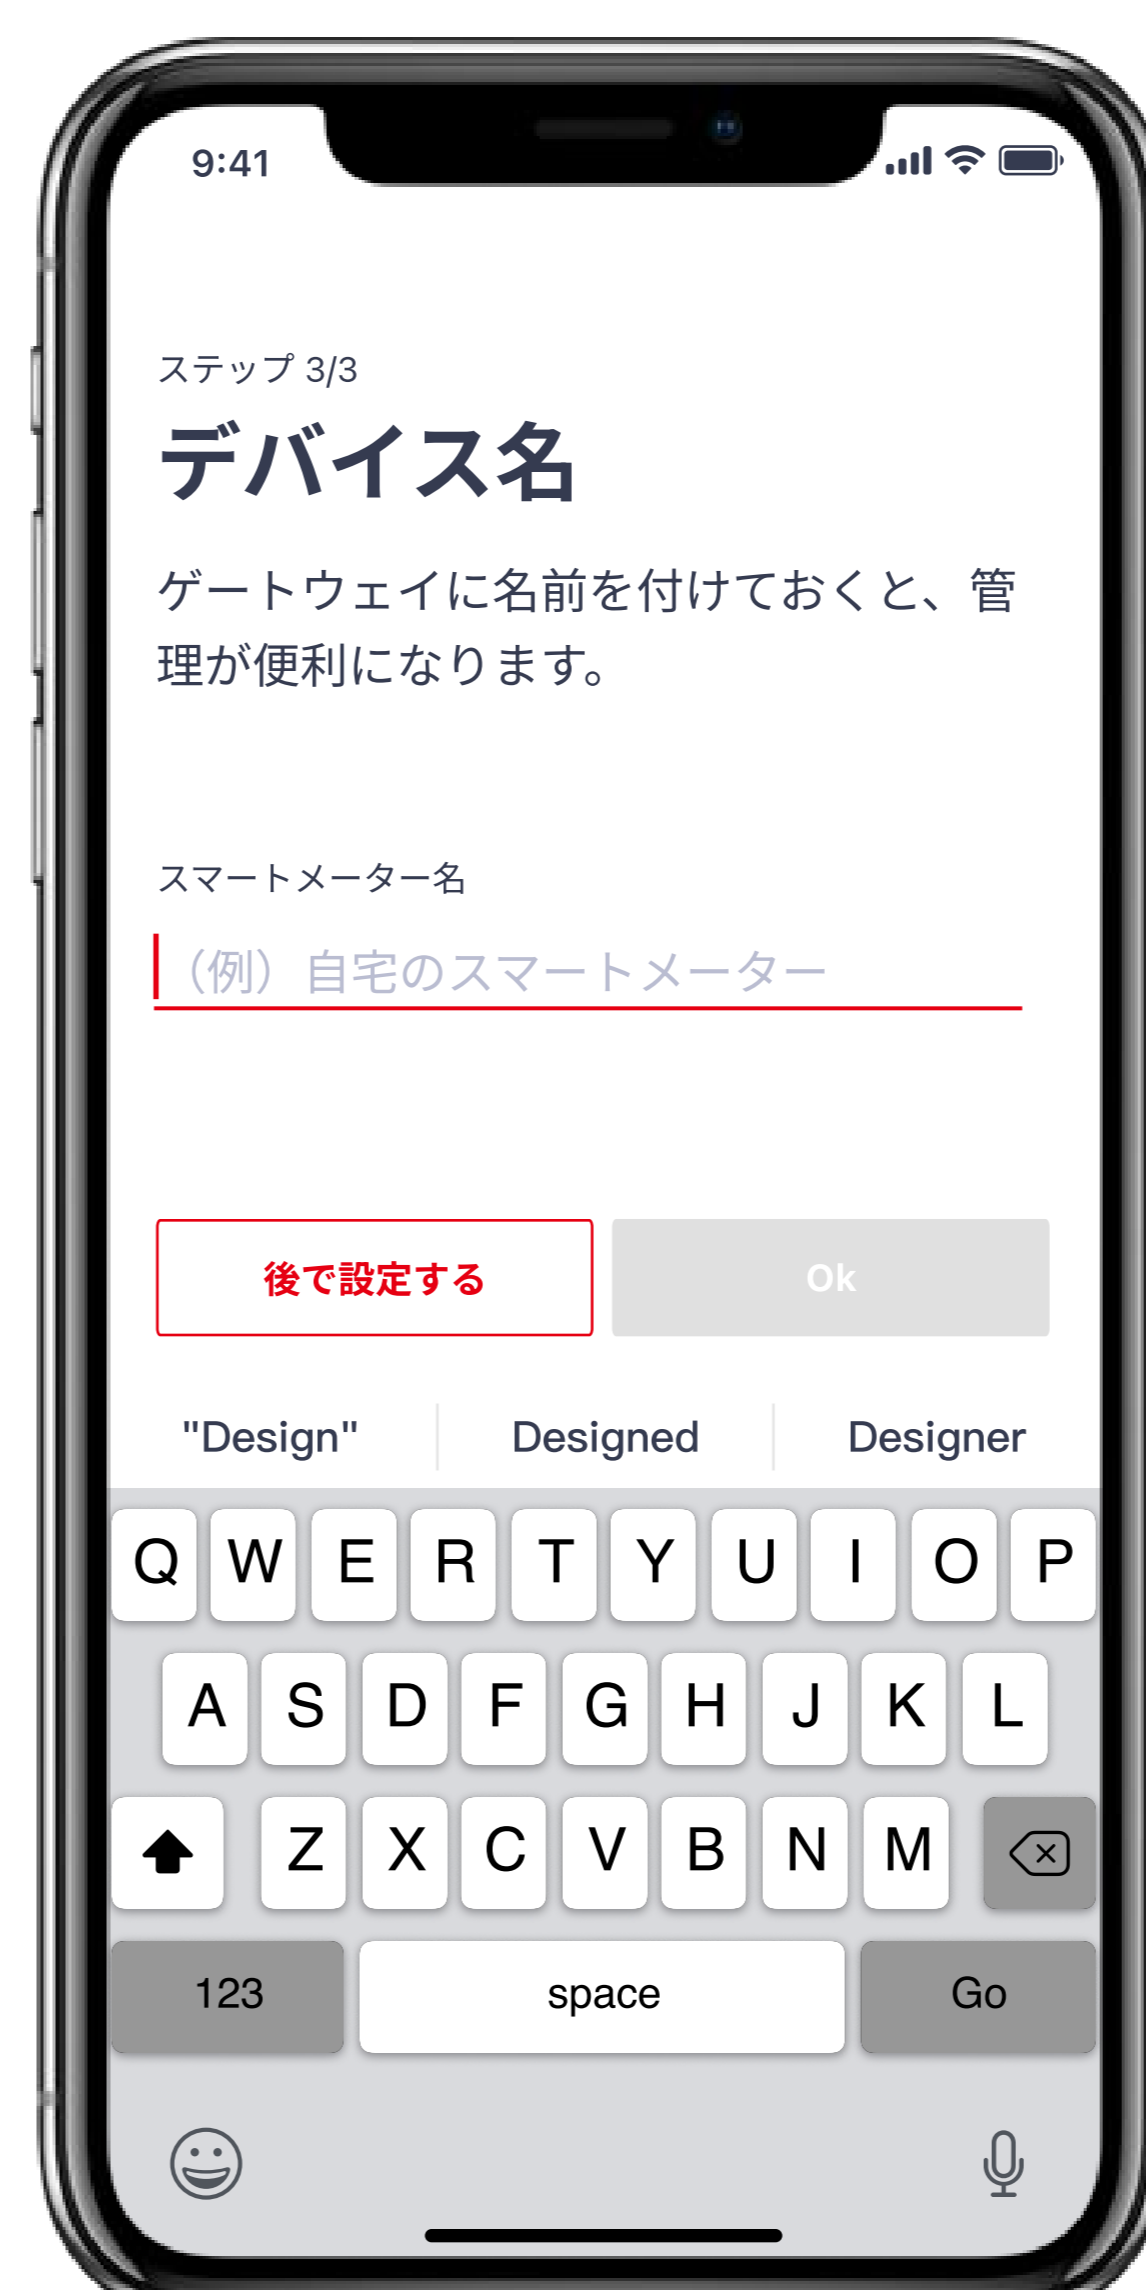 9:41
ステップ 3/3
デバイス名
ゲートウェイに名前を付けておくと、管
理が便利になります。
スマートメーター名
（例）自宅のスマートメーター
後で設定する Ok
"Design" Designed Designer
Q W E R T Y U I O P
A S D F G H J K L
Z X C V B N M
123 space Go